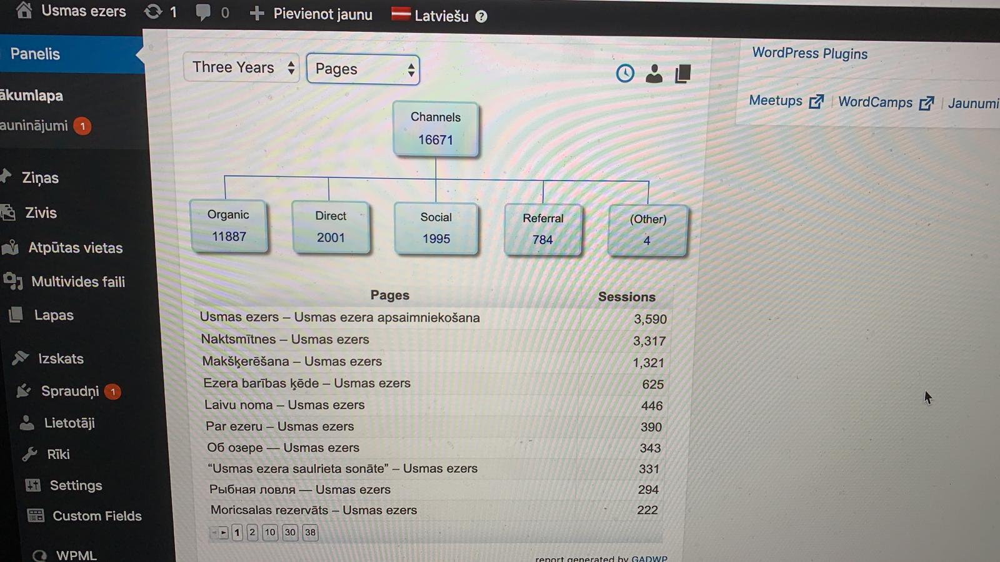 Usmas ezers 1 0 Pievienot jaunu Latviešu ?
Panelis
ākumlapa
auninājumi 1
Ziņas
Zivis
Atpūtas vietas
Multivides faili
Lapas
Izskats
Spraudņi 1
Lietotāji
Rīki
Settings
Custom Fields
WPML
Three Years Pages
Channels
16671
Organic
11887
Direct
2001
Social
1995
Referral
784
(Other)
4
Pages Sessions
Usmas ezers – Usmas ezera apsaimniekošana 3,590
Naktsmītnes – Usmas ezers 3,317
Makšķerēšana – Usmas ezers 1,321
Ezera barības ķēde – Usmas ezers 625
Laivu noma – Usmas ezers 446
Par ezeru – Usmas ezers 390
Об озере — Usmas ezers 343
“Usmas ezera saulrieta sonāte” – Usmas ezers 331
Рыбная ловля — Usmas ezers 294
Moricsalas rezervāts – Usmas ezers 222
1 2 10 30 38
report generated by GADWP
WordPress Plugins
Meetups | WordCamps | Jaunumi